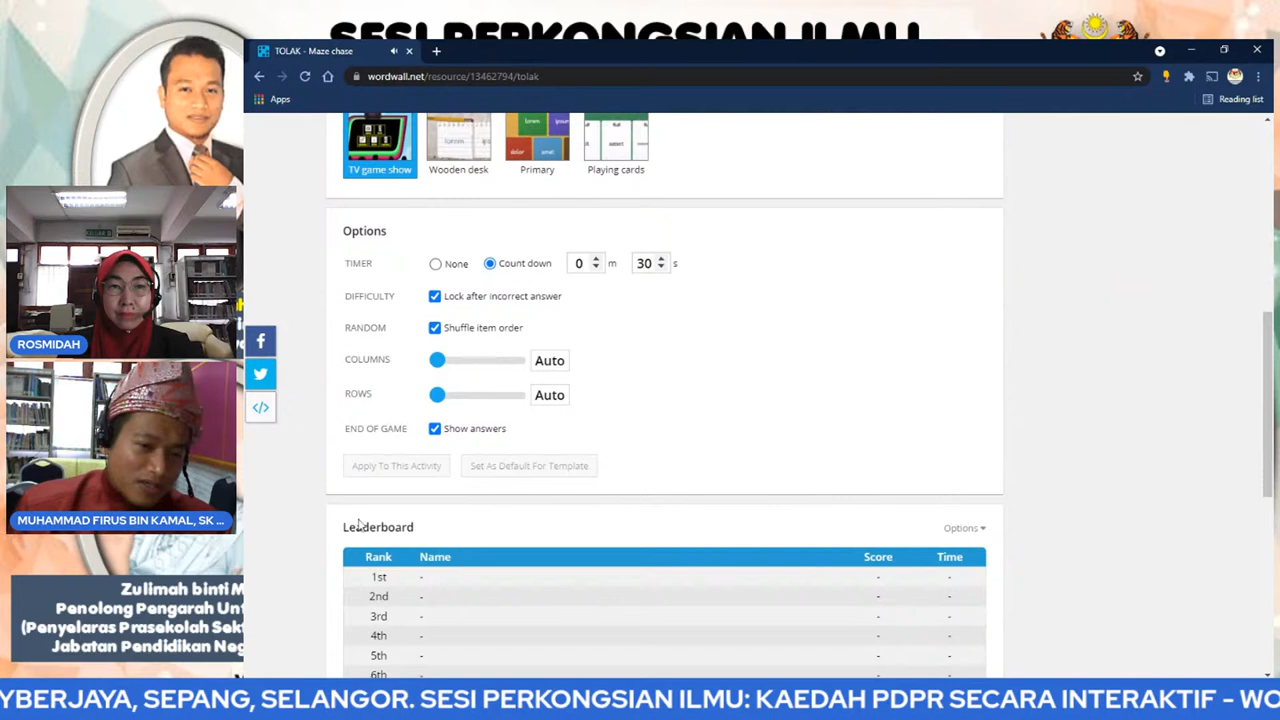 SESI PERKONGSIAN ILMU
TOLAK - Maze chase
wordwall.net/resource/13462794/tolak
Apps
Reading list
TV game show
Wooden desk
Primary
Playing cards
Options
TIMER
None
Count down
0
m
30
s
DIFFICULTY
Lock after incorrect answer
RANDOM
Shuffle item order
COLUMNS
Auto
ROWS
Auto
END OF GAME
Show answers
Apply To This Activity
Set As Default For Template
Leaderboard
Options
Rank Name Score Time
1st - - -
2nd - - -
3rd - - -
4th - - -
5th - - -
6th
ROSMIDAH
MUHAMMAD FIRUS BIN KAMAL, SK ...
Zulimah binti M
Penolong Pengarah Un
(Penyelaras Prasekolah Sek
Jabatan Pendidikan Neg
YBERJAYA, SEPANG, SELANGOR. SESI PERKONGSIAN ILMU: KAEDAH PDPR SECARA INTERAKTIF - WO